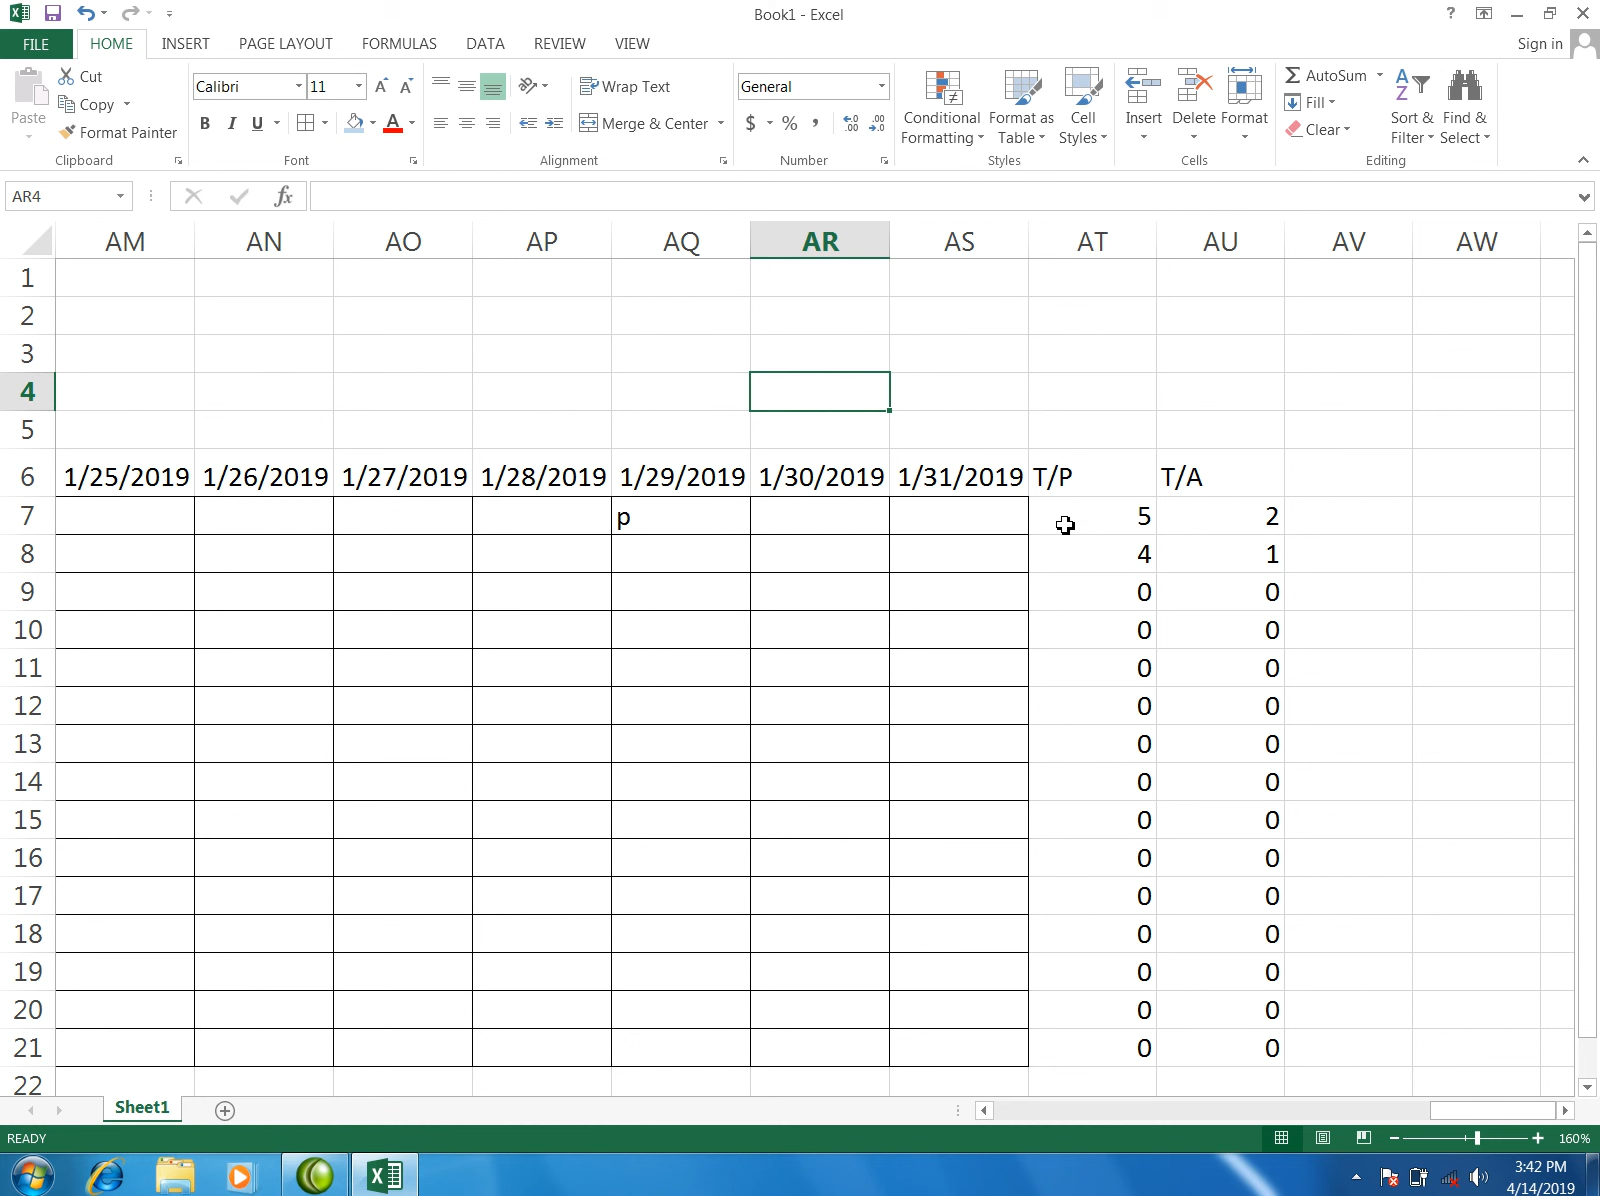 Book1 - Excel
?
FILE HOME INSERT PAGE LAYOUT FORMULAS DATA REVIEW VIEW Sign in
Paste
Cut
Copy
Format Painter
Clipboard
Calibri 11 A A
B I U A
Font
Wrap Text
Merge & Center
Alignment
General
$ % , .0 .00 .00 .0
Number
Conditional Formatting
Format as Table
Cell Styles
Styles
Insert Delete Format
Cells
AutoSum
Fill
Clear
Sort & Filter
Find & Select
Editing
AR4 fx
AM AN AO AP AQ AR AS AT AU AV AW
1
2
3
4
5
6 1/25/2019 1/26/2019 1/27/2019 1/28/2019 1/29/2019 1/30/2019 1/31/2019 T/P T/A
7 p 5 2
8 4 1
9 0 0
10 0 0
11 0 0
12 0 0
13 0 0
14 0 0
15 0 0
16 0 0
17 0 0
18 0 0
19 0 0
20 0 0
21 0 0
22
Sheet1
READY 160%
3:42 PM
4/14/2019